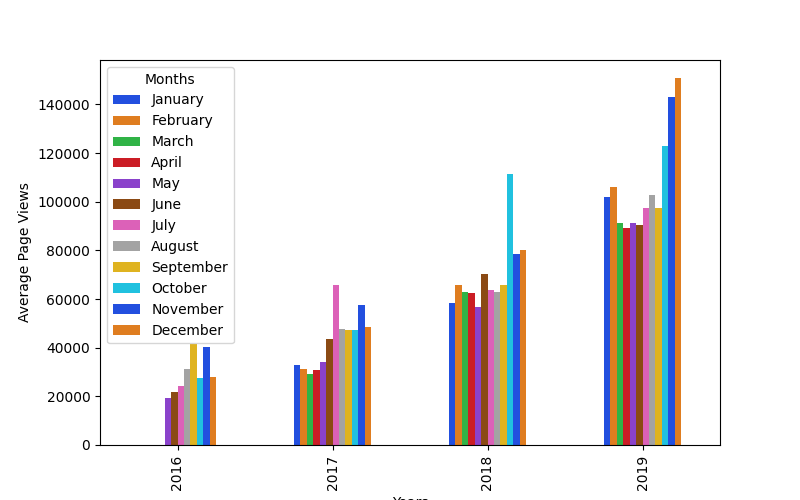 Months
January
February
March
April
May
June
July
August
September
October
November
December
Average Page Views
140000
120000
100000
80000
60000
40000
20000
0
2016
2017
2018
2019
Years